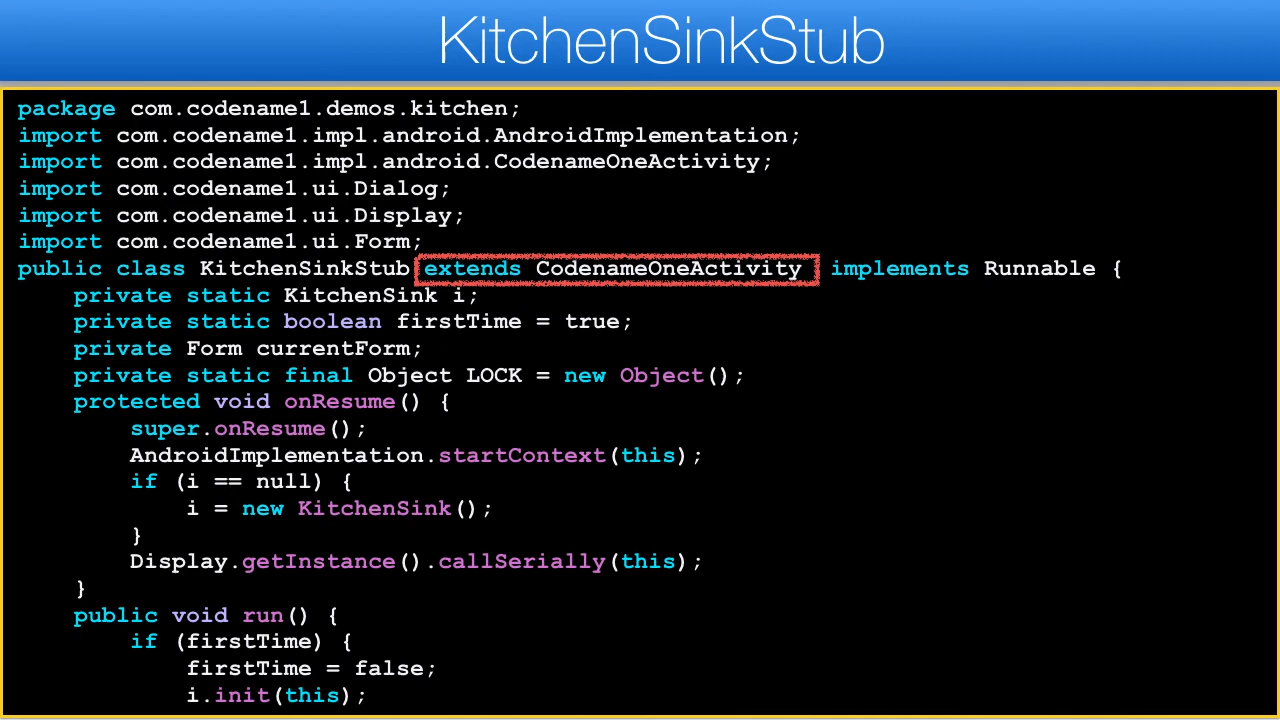 KitchenSinkStub
package com.codename1.demos.kitchen;
import com.codename1.impl.android.AndroidImplementation;
import com.codename1.impl.android.CodenameOneActivity;
import com.codename1.ui.Dialog;
import com.codename1.ui.Display;
import com.codename1.ui.Form;
public class KitchenSinkStub extends CodenameOneActivity implements Runnable {
    private static KitchenSink i;
    private static boolean firstTime = true;
    private Form currentForm;
    private static final Object LOCK = new Object();
    protected void onResume() {
        super.onResume();
        AndroidImplementation.startContext(this);
        if (i == null) {
            i = new KitchenSink();
        }
        Display.getInstance().callSerially(this);
    }
    public void run() {
        if (firstTime) {
            firstTime = false;
            i.init(this);